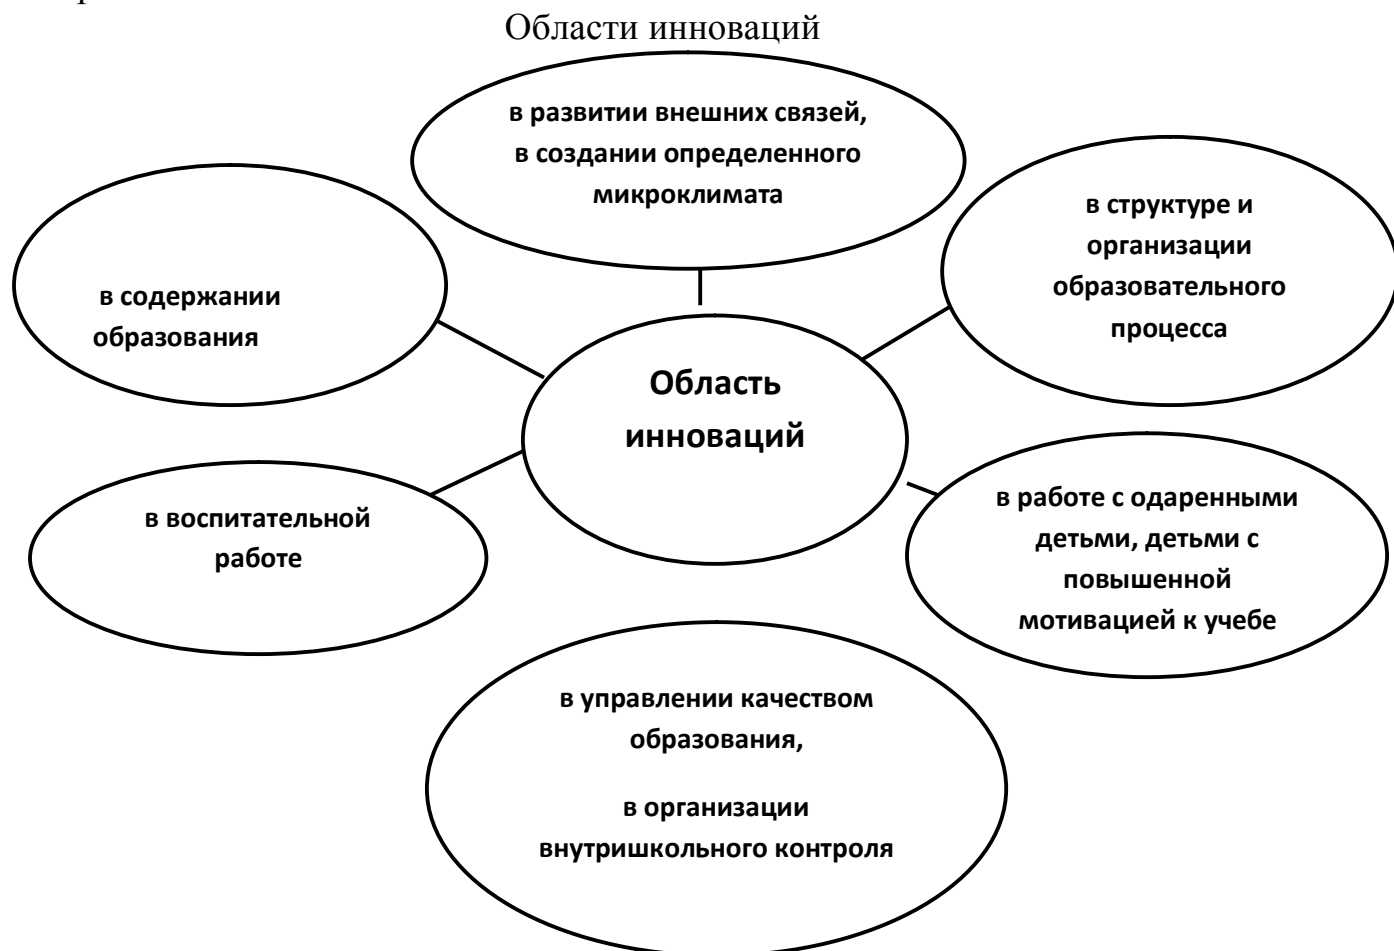 Области инноваций
в развитии внешних связей,
в создании определенного
микроклимата
в структуре и
организации
образовательного
процесса
в содержании
образования
Область
инноваций
в работе с одаренными
детьми, детьми с
повышенной
мотивацией к учебе
в воспитательной
работе
в управлении качеством
образования,
в организации
внутришкольного контроля